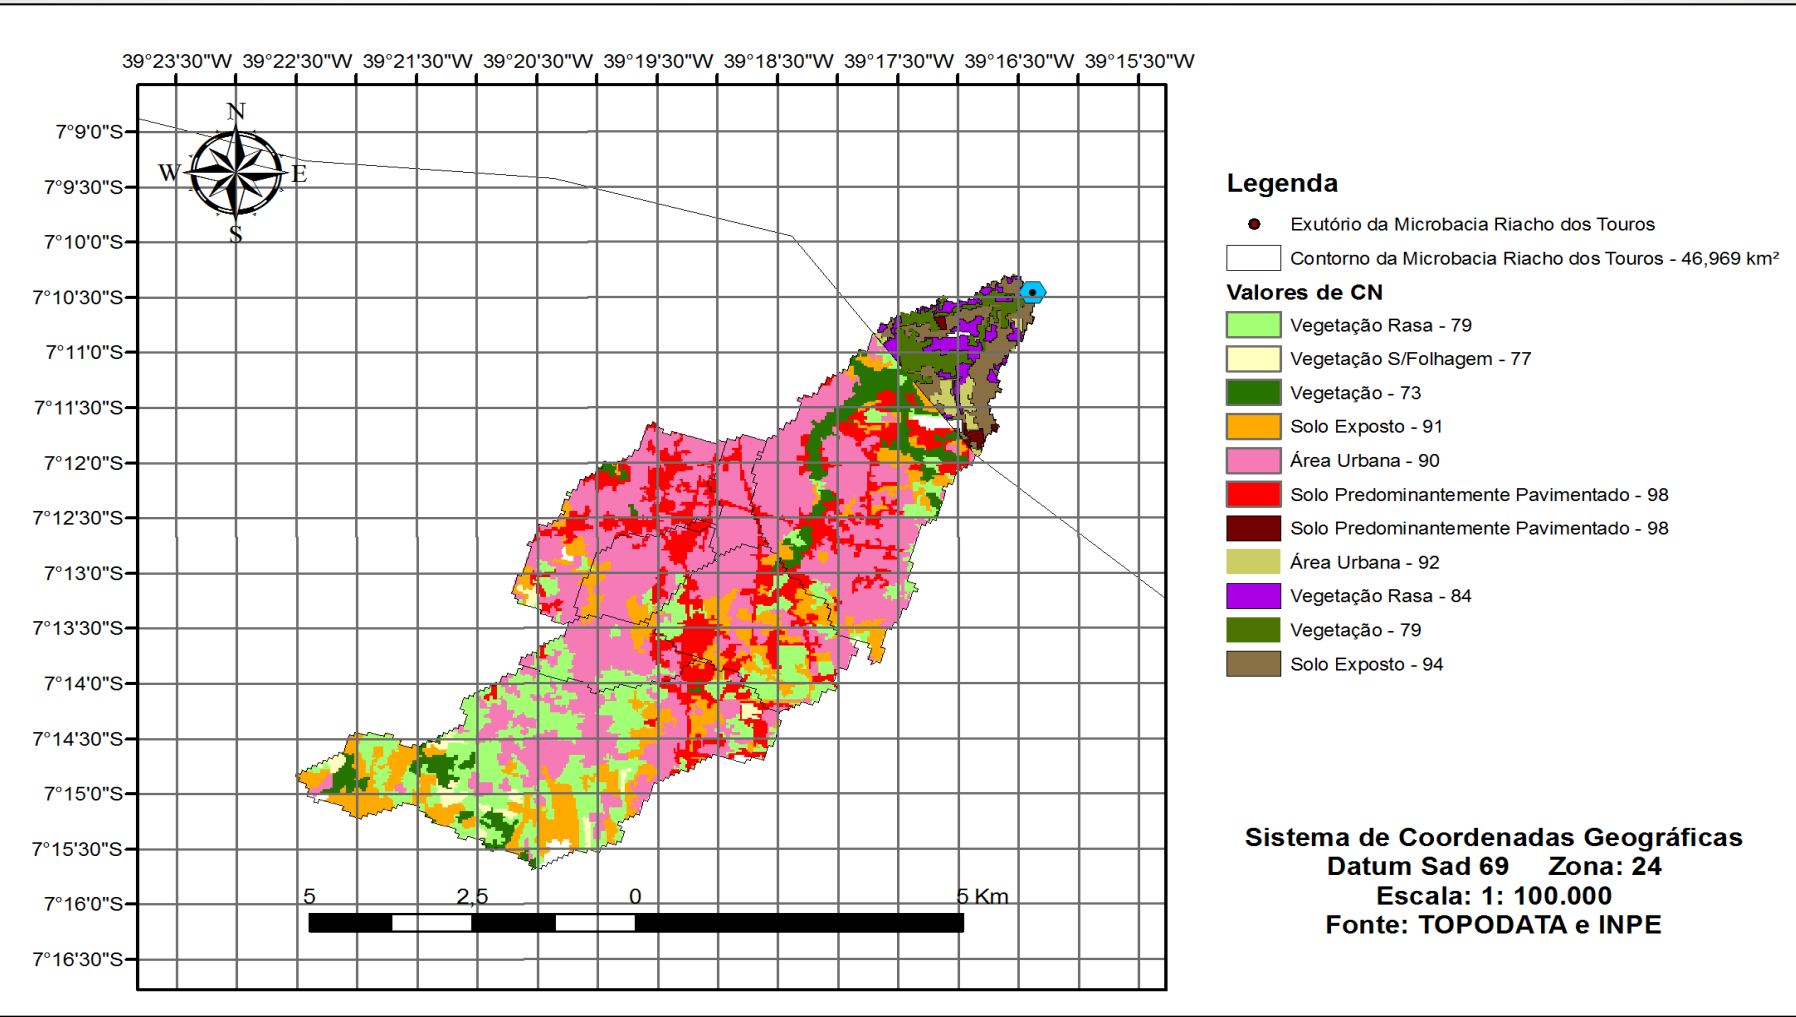 39°23'30"W 39°22'30"W 39°21'30"W 39°20'30"W 39°19'30"W 39°18'30"W 39°17'30"W 39°16'30"W 39°15'30"W
7°9'0"S
7°9'30"S
7°10'0"S
7°10'30"S
7°11'0"S
7°11'30"S
7°12'0"S
7°12'30"S
7°13'0"S
7°13'30"S
7°14'0"S
7°14'30"S
7°15'0"S
7°15'30"S
7°16'0"S
7°16'30"S
N
W E
S
5 2,5 0 5 Km
Legenda
Exutório da Microbacia Riacho dos Touros
Contorno da Microbacia Riacho dos Touros - 46,969 km²
Valores de CN
Vegetação Rasa - 79
Vegetação S/Folhagem - 77
Vegetação - 73
Solo Exposto - 91
Área Urbana - 90
Solo Predominantemente Pavimentado - 98
Solo Predominantemente Pavimentado - 98
Área Urbana - 92
Vegetação Rasa - 84
Vegetação - 79
Solo Exposto - 94
Sistema de Coordenadas Geográficas
Datum Sad 69 Zona: 24
Escala: 1: 100.000
Fonte: TOPODATA e INPE